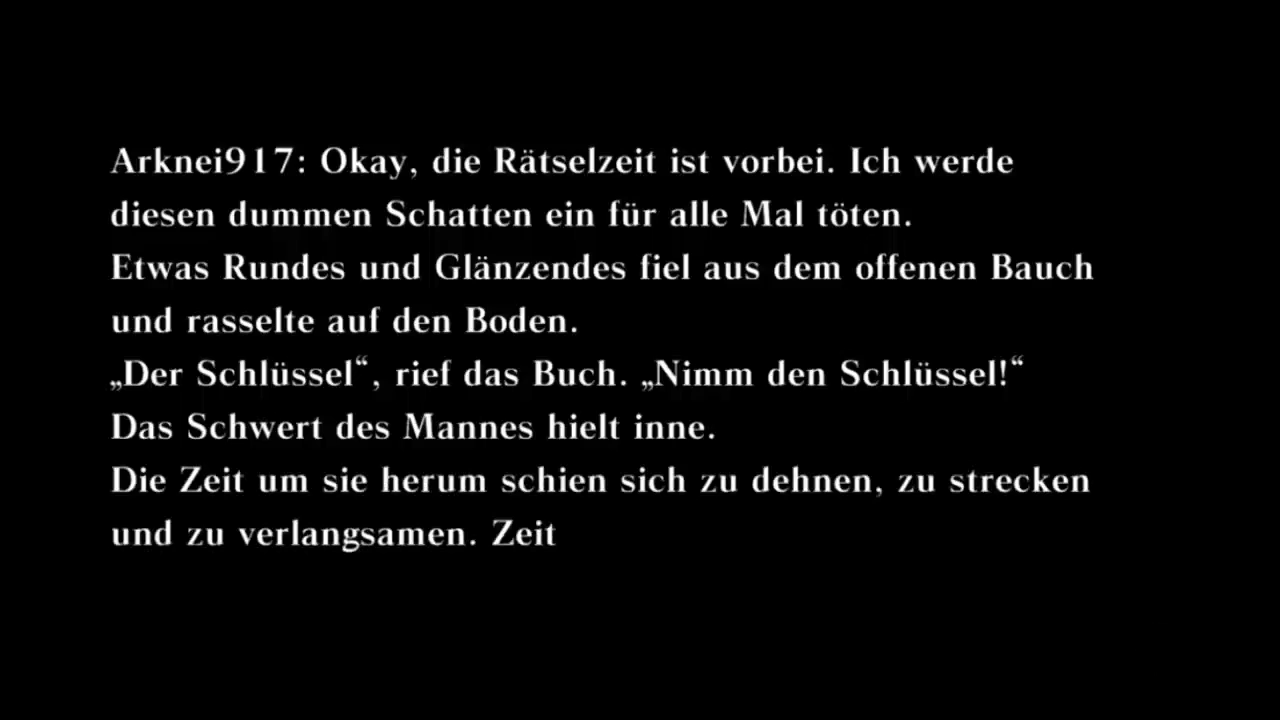 Arknei917: Okay, die Rätselzeit ist vorbei. Ich werde
diesen dummen Schatten ein für alle Mal töten.
Etwas Rundes und Glänzendes fiel aus dem offenen Bauch
und rasselte auf den Boden.
„Der Schlüssel“, rief das Buch. „Nimm den Schlüssel!“
Das Schwert des Mannes hielt inne.
Die Zeit um sie herum schien sich zu dehnen, zu strecken
und zu verlangsamen. Zeit